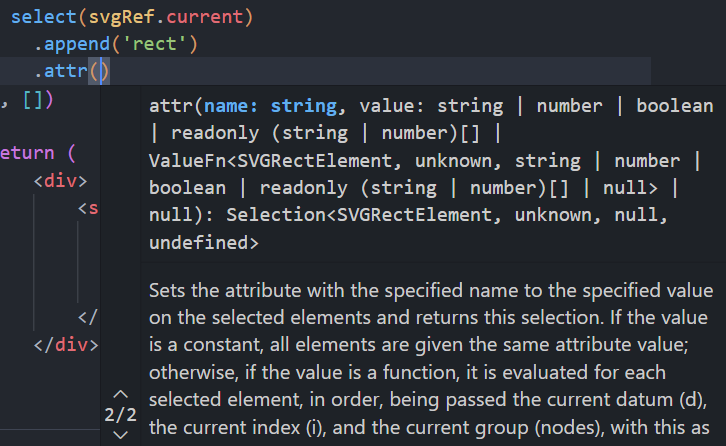 select(svgRef.current)
.append('rect')
.attr()
, [])
eturn (
<div>
<s
</
</div>
attr(name: string, value: string | number | boolean
| readonly (string | number)[] |
ValueFn<SVGRectElement, unknown, string | number |
boolean | readonly (string | number)[] | null> |
null): Selection<SVGRectElement, unknown, null,
undefined>
Sets the attribute with the specified name to the specified value
on the selected elements and returns this selection. If the value
is a constant, all elements are given the same attribute value;
otherwise, if the value is a function, it is evaluated for each
selected element, in order, being passed the current datum (d),
the current index (i), and the current group (nodes), with this as
2/2